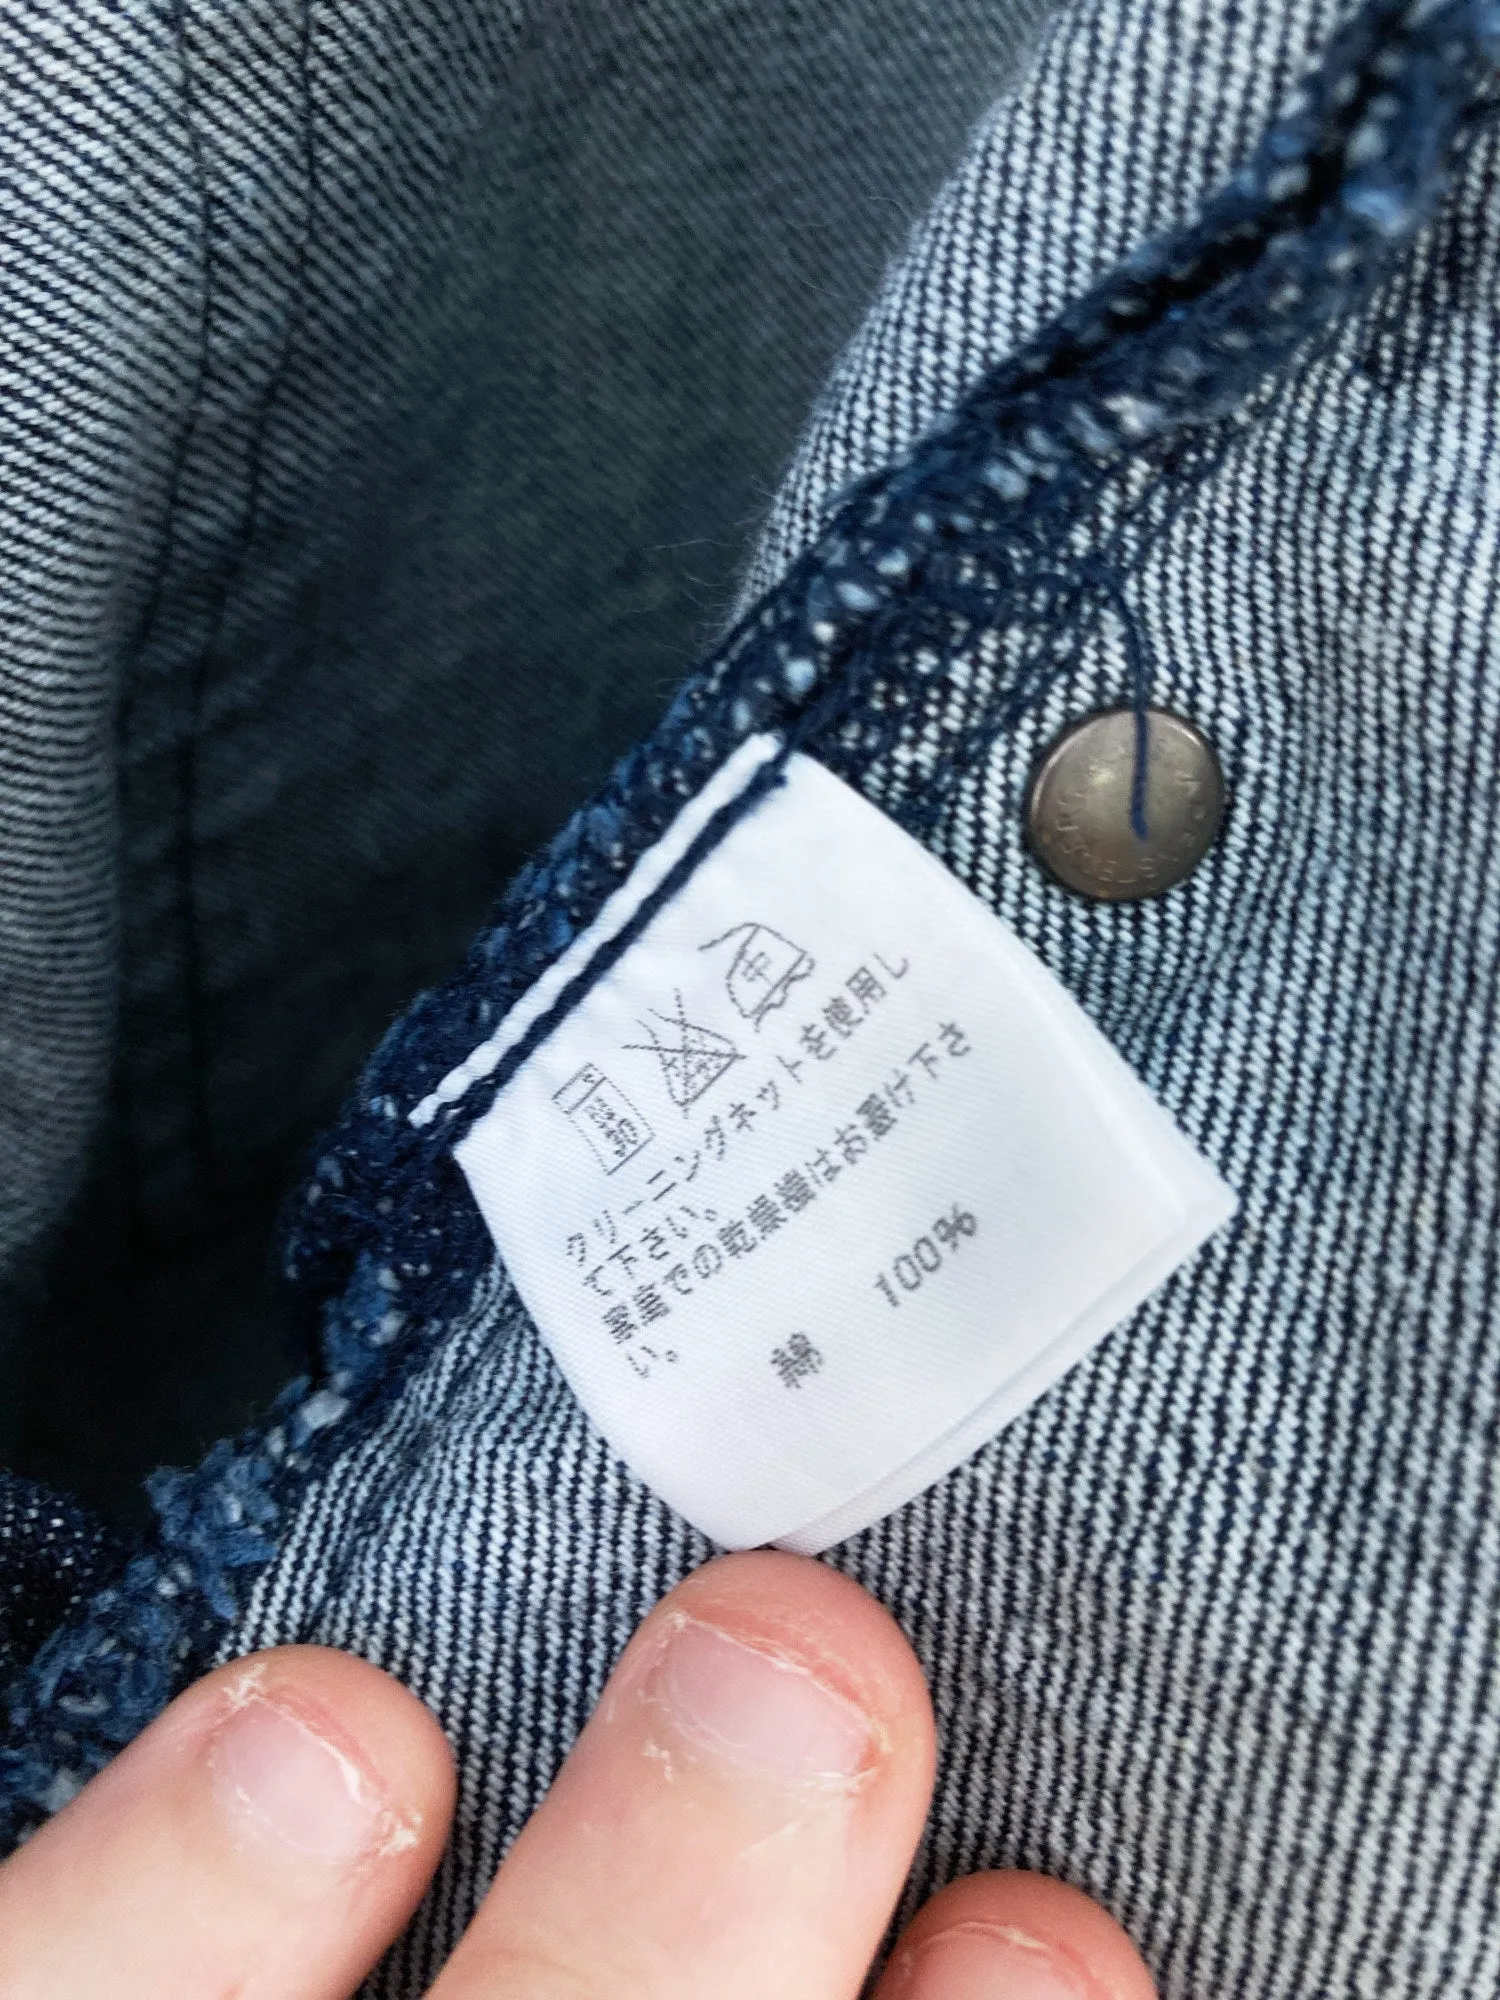 中
クリーニングネットを使用し
て下さい。
家での乾燥機はお避け下さ
い。
綿 100%